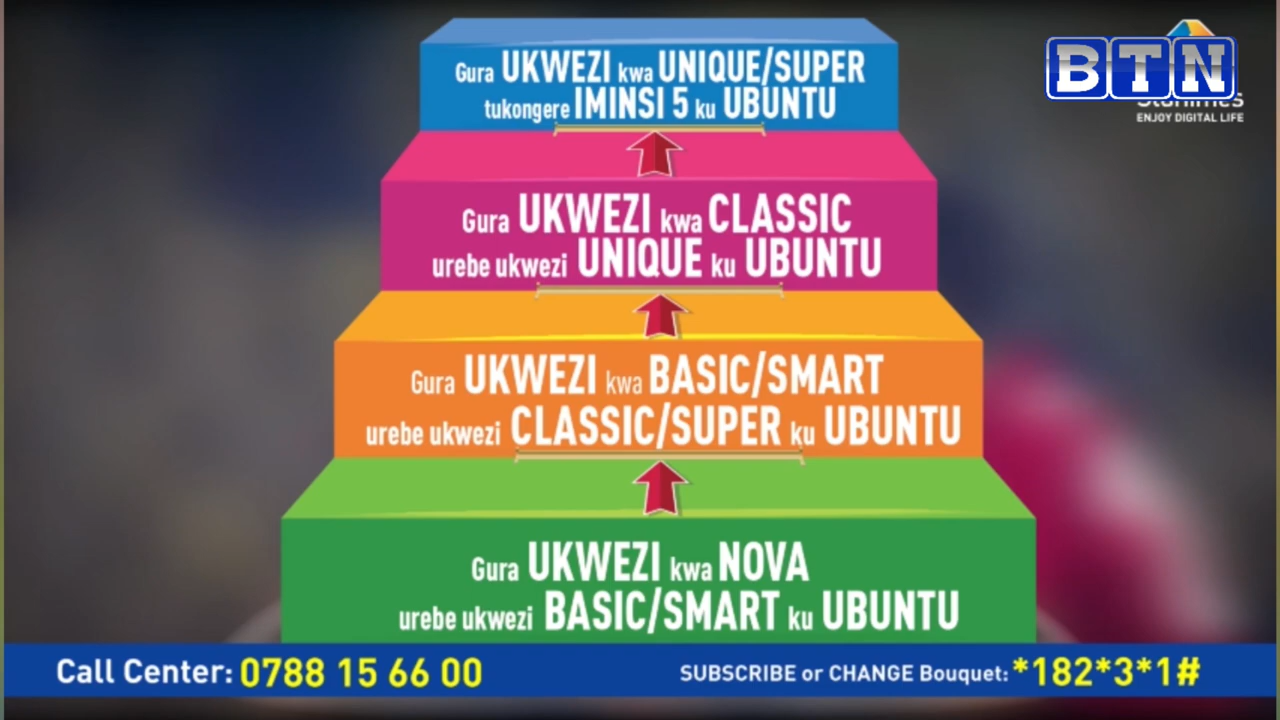 BTN
ENJOY DIGITAL LIFE
Gura UKWEZI kwa UNIQUE/SUPER
tukongere IMINSI 5 ku UBUNTU
Gura UKWEZI kwa CLASSIC
urebe ukwezi UNIQUE ku UBUNTU
Gura UKWEZI kwa BASIC/SMART
urebe ukwezi CLASSIC/SUPER ku UBUNTU
Gura UKWEZI kwa NOVA
urebe ukwezi BASIC/SMART ku UBUNTU
Call Center: 0788 15 66 00
SUBSCRIBE or CHANGE Bouquet: *182*3*1#